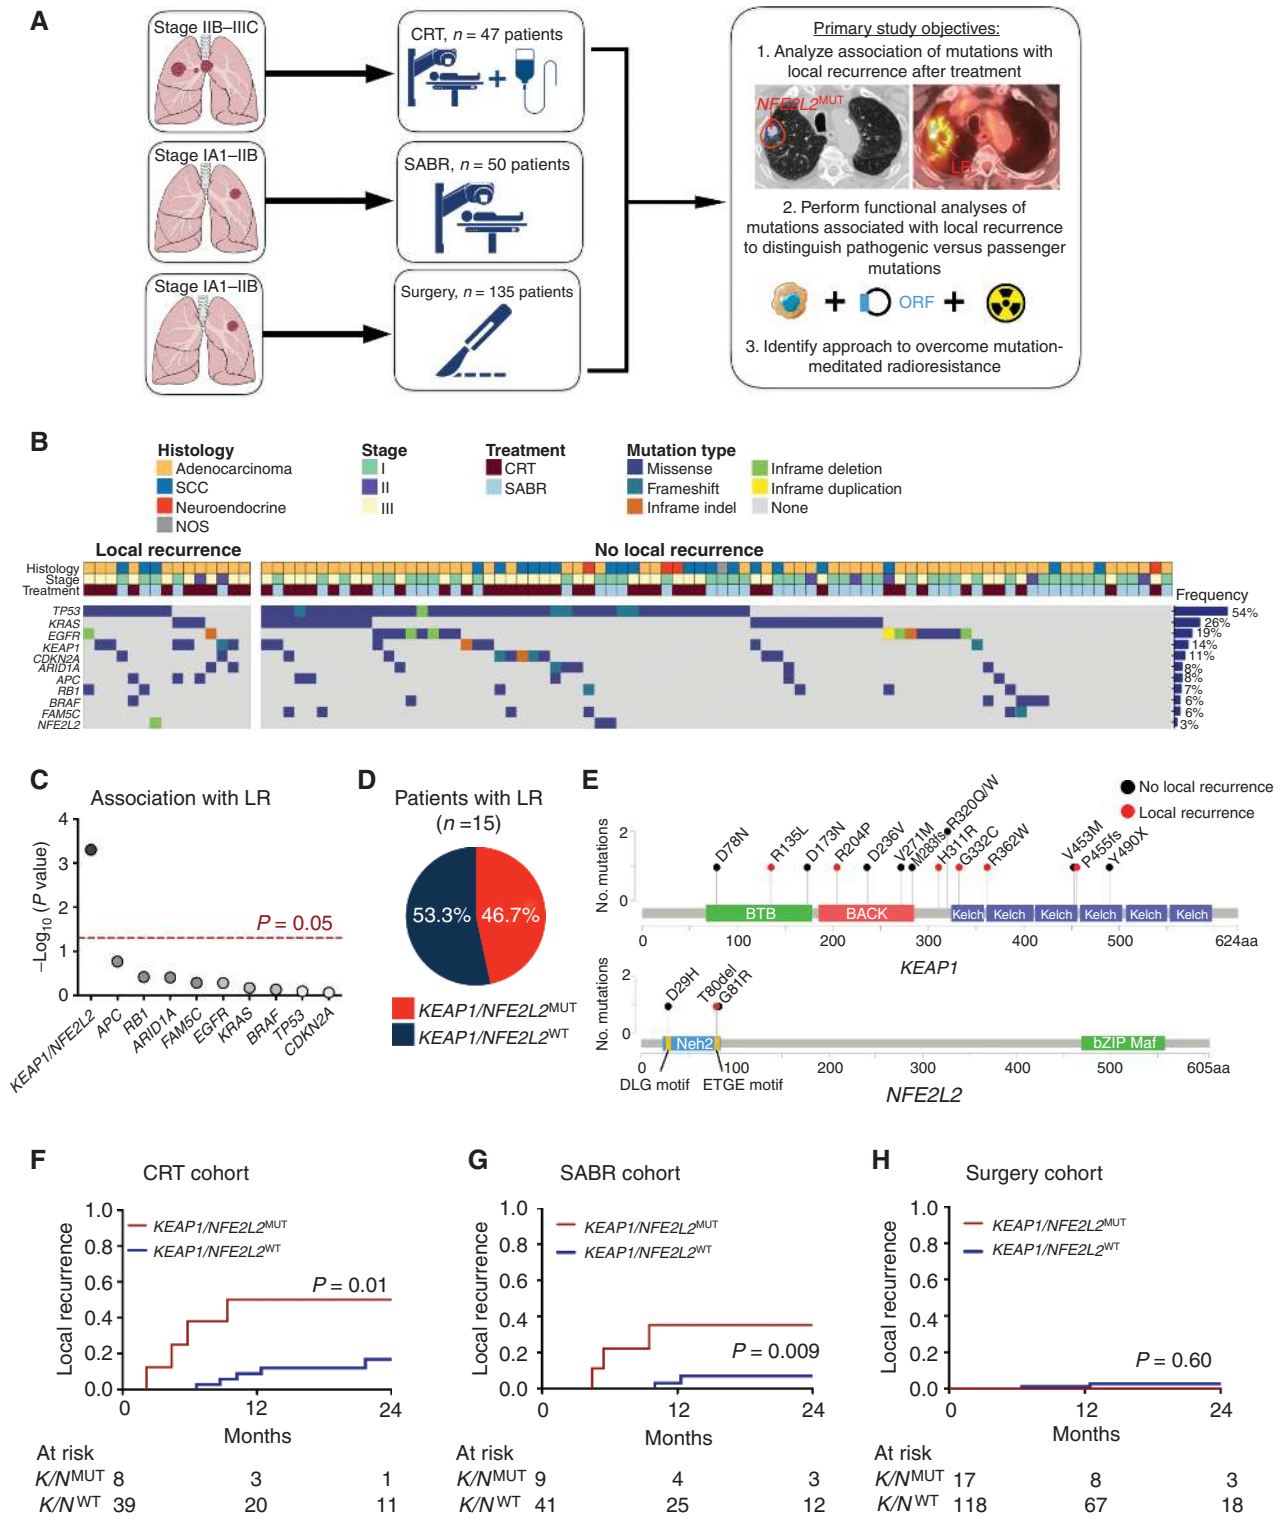 A
Stage IIB–IIIC
CRT, n = 47 patients
Stage IA1–IIB
SABR, n = 50 patients
Stage IA1–IIB
Surgery, n = 135 patients
Primary study objectives:
1. Analyze association of mutations with
local recurrence after treatment
NFE2L2MUT
LR
2. Perform functional analyses of
mutations associated with local recurrence
to distinguish pathogenic versus passenger
mutations
ORF
3. Identify approach to overcome mutation-
meditated radioresistance
B
Histology
Adenocarcinoma
SCC
Neuroendocrine
NOS
Stage
I
II
III
Treatment
CRT
SABR
Mutation type
Missense
Frameshift
Inframe indel
Inframe deletion
Inframe duplication
None
Local recurrence
No local recurrence
Histology
Stage
Treatment
Frequency
TP53 54%
KRAS 26%
EGFR 19%
KEAP1 14%
CDKN2A 11%
ARID1A 8%
APC 8%
RB1 7%
BRAF 6%
FAM5C 6%
NFE2L2 3%
C
Association with LR
–Log10 (P value)
4
3
2
1
0
P = 0.05
KEAP1/NFE2L2
APC
RB1
ARID1A
FAM5C
EGFR
KRAS
BRAF
TP53
CDKN2A
D
Patients with LR
(n =15)
53.3% 46.7%
KEAP1/NFE2L2MUT
KEAP1/NFE2L2WT
E
No local recurrence
Local recurrence
No. mutations
2
0
D78N
R135L
D173N
R204P
D236V
V271M
M283fs
H311R
R320Q/W
G332C
R362W
V453M
P455fs
Y490X
BTB BACK Kelch Kelch Kelch Kelch Kelch Kelch
0 100 200 300 400 500 624aa
KEAP1
No. mutations
2
0
D29H
T80del
G81R
Neh2 bZIP Maf
0 100 200 300 400 500 605aa
DLG motif ETGE motif
NFE2L2
F
CRT cohort
Local recurrence
1.0
0.8
0.6
0.4
0.2
0.0
KEAP1/NFE2L2MUT
KEAP1/NFE2L2WT
P = 0.01
0 12 24
Months
At risk
K/NMUT 8 3 1
K/NWT 39 20 11
G
SABR cohort
Local recurrence
1.0
0.8
0.6
0.4
0.2
0.0
KEAP1/NFE2L2MUT
KEAP1/NFE2L2WT
P = 0.009
0 12 24
Months
At risk
K/NMUT 9 4 3
K/NWT 41 25 12
H
Surgery cohort
Local recurrence
1.0
0.8
0.6
0.4
0.2
0.0
KEAP1/NFE2L2MUT
KEAP1/NFE2L2WT
P = 0.60
0 12 24
Months
At risk
K/NMUT 17 8 3
K/NWT 118 67 18